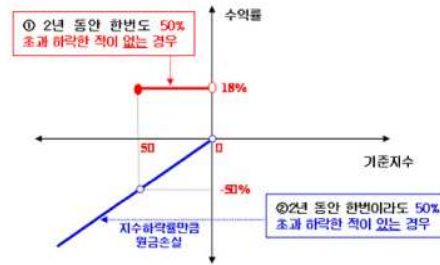 ① 2년 동안 한번도 50%
초과 하락한 적이 없는 경우
수익률
18%
50
0
기준지수
-50%
지수하락률만큼
원금손실
②2년 동안 한번이라도 50%
초과 하락한 적이 있는 경우